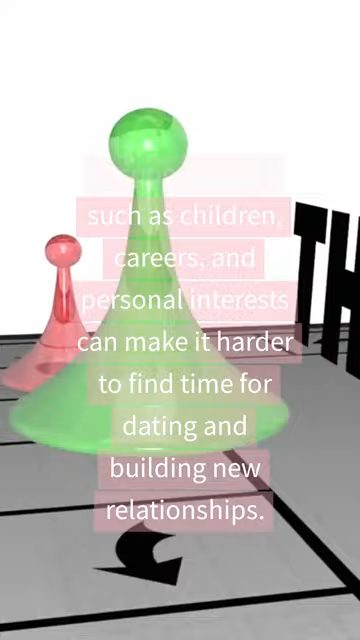 such as children,
careers, and
personal interests
can make it harder
to find time for
dating and
building new
relationships.
TH